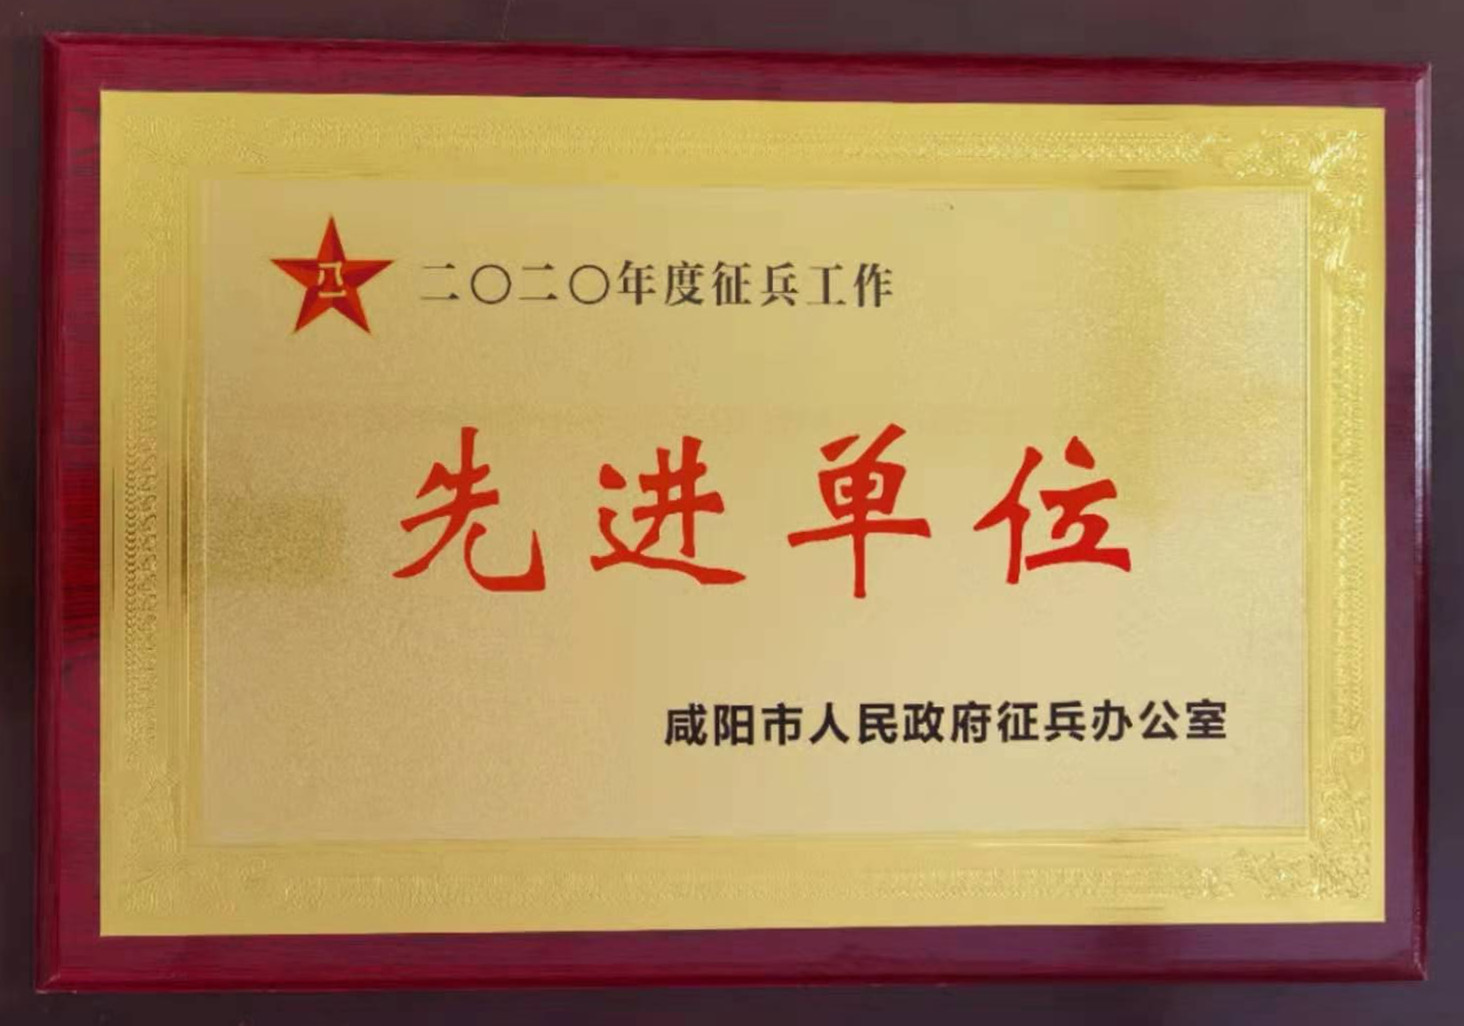 八一
二〇二〇年度征兵工作
先进单位
咸阳市人民政府征兵办公室